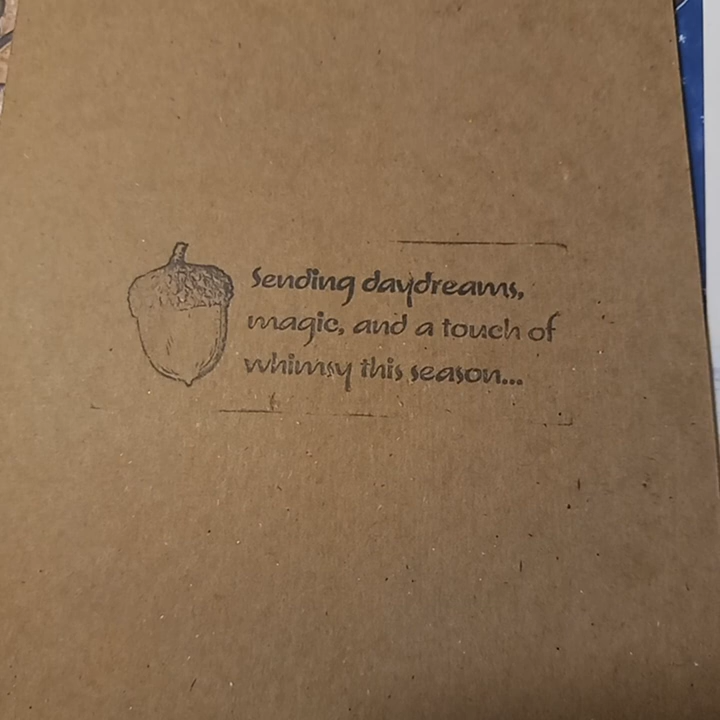 Sending daydreams,
magic, and a touch of
whimsy this season...